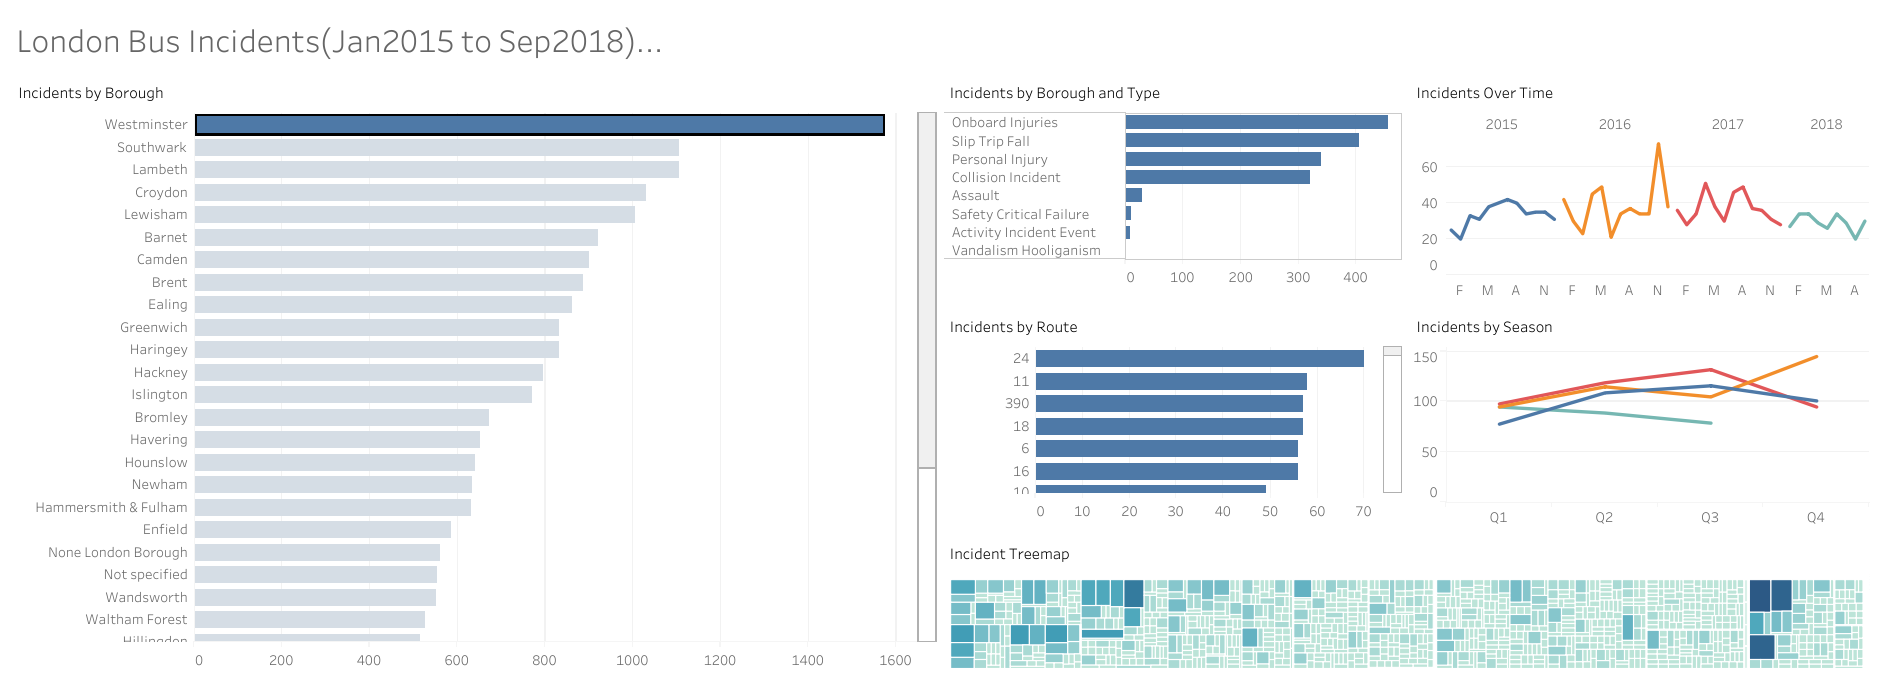 London Bus Incidents(Jan2015 to Sep2018)...
Incidents by Borough
Westminster
Southwark
Lambeth
Croydon
Lewisham
Barnet
Camden
Brent
Ealing
Greenwich
Haringey
Hackney
Islington
Bromley
Havering
Hounslow
Newham
Hammersmith & Fulham
Enfield
None London Borough
Not specified
Wandsworth
Waltham Forest
Hillingdon
0 200 400 600 800 1000 1200 1400 1600
Incidents by Borough and Type
Onboard Injuries
Slip Trip Fall
Personal Injury
Collision Incident
Assault
Safety Critical Failure
Activity Incident Event
Vandalism Hooliganism
0 100 200 300 400
Incidents Over Time
2015 2016 2017 2018
60
40
20
0
F M A N F M A N F M A N F M A
Incidents by Route
24
11
390
18
6
16
10
0 10 20 30 40 50 60 70
Incidents by Season
150
100
50
0
Q1 Q2 Q3 Q4
Incident Treemap